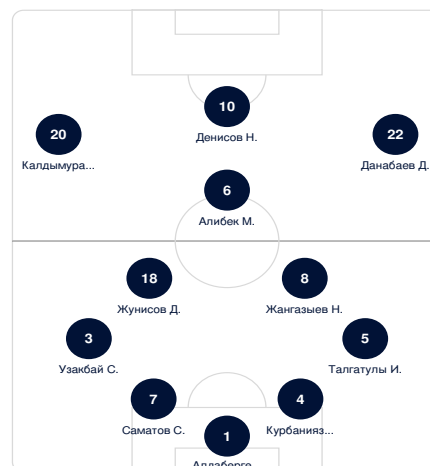 10
Денисов Н.
20
Калдымура...
22
Данабаев Д.
6
Алибек М.
18
Жунисов Д.
8
Жангазыев Н.
3
Узакбай С.
5
Талгатулы И.
7
Саматов С.
4
Курбанияз...
1
Алдаберге...